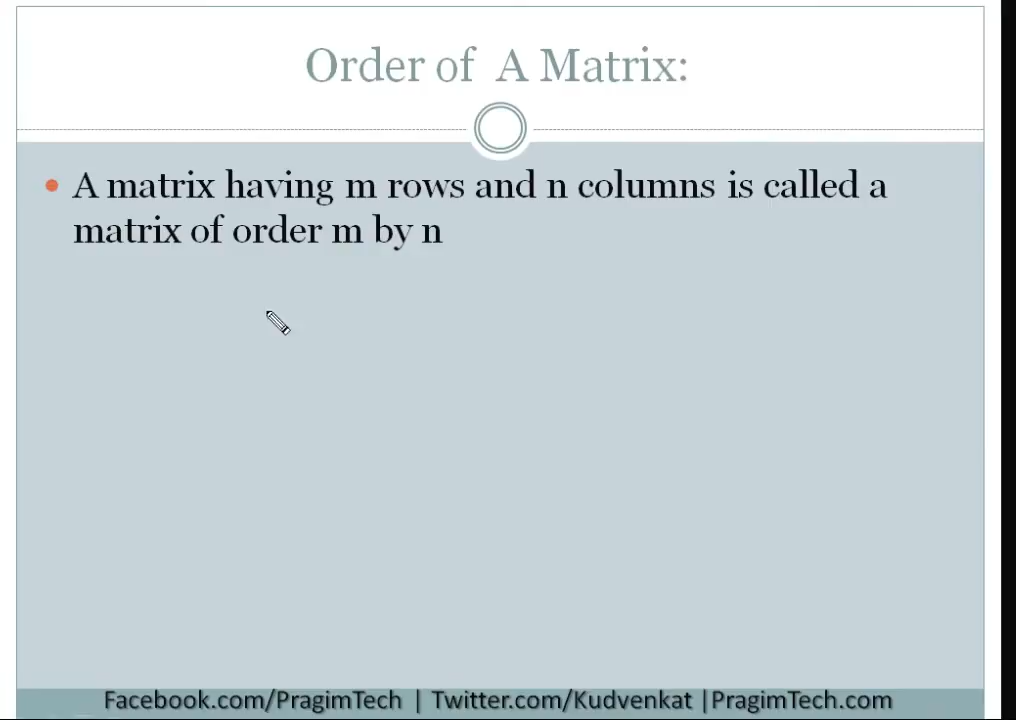 Order of A Matrix:
• A matrix having m rows and n columns is called a
matrix of order m by n
Facebook.com/PragimTech | Twitter.com/Kudvenkat |PragimTech.com